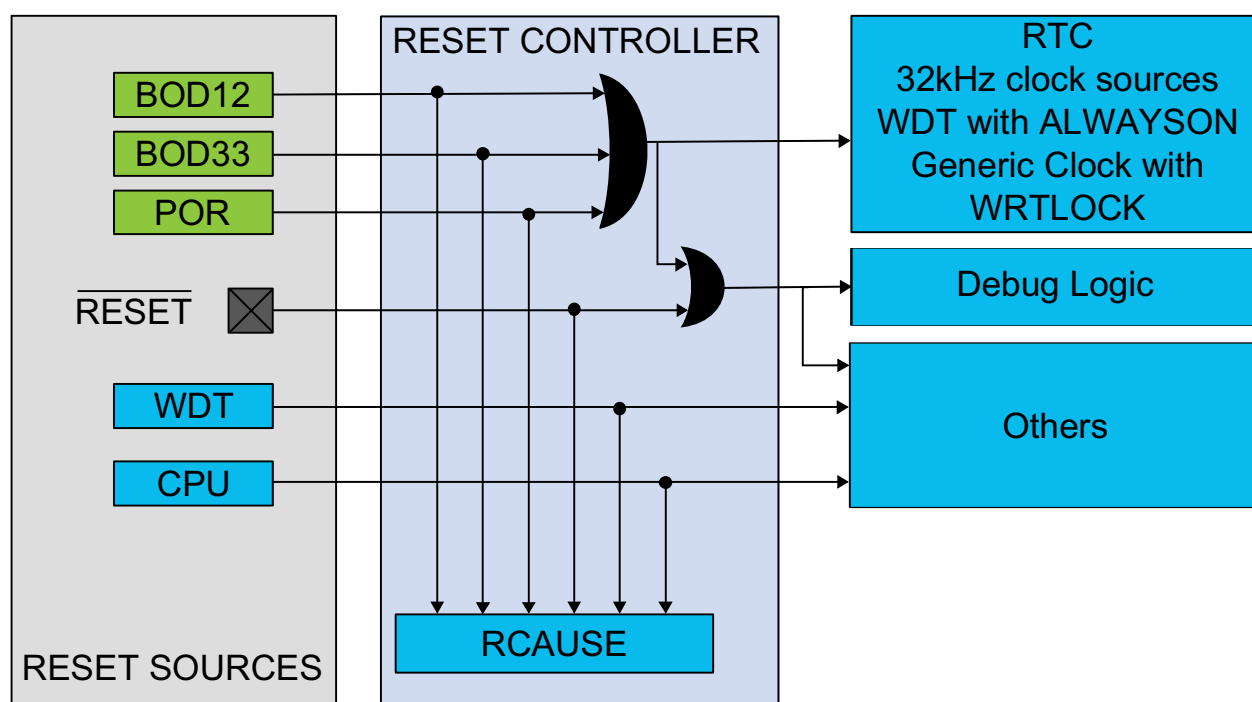 RESET SOURCES
BOD12
BOD33
POR
RESET
WDT
CPU
RESET CONTROLLER
RCAUSE
RTC
32kHz clock sources
WDT with ALWAYSON
Generic Clock with
WRTLOCK
Debug Logic
Others